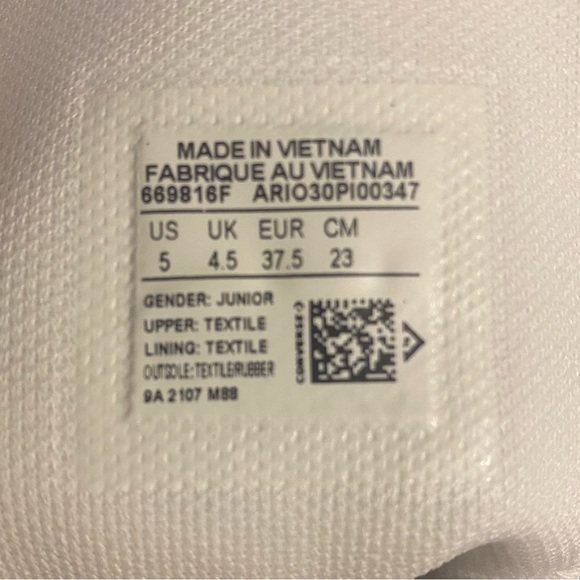 MADE IN VIETNAM
FABRIQUE AU VIETNAM
669816F ARIO30PI00347
US UK EUR CM
5 4.5 37.5 23
GENDER: JUNIOR
UPPER: TEXTILE
LINING: TEXTILE
OUTSOLE:TEXTILE/RUBBER
9A 2107 M88
CONVERSE